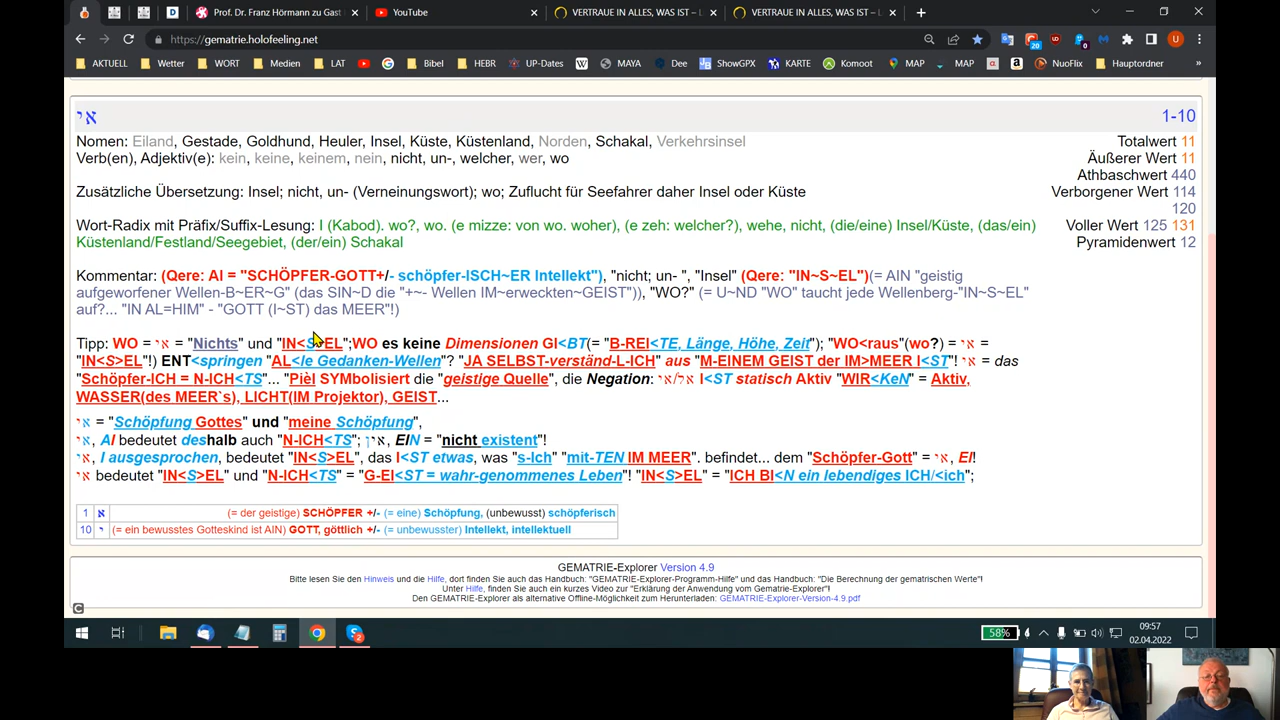 Prof. Dr. Franz Hörmann zu Gast
YouTube
VERTRAUE IN ALLES, WAS IST –
VERTRAUE IN ALLES, WAS IST –
https://gematrie.holofeeling.net
AKTUELL Wetter WORT Medien LAT Bibel HEBR UP-Dates MAYA Dee ShowGPX KARTE Komoot MAP MAP NuoFlix Hauptordner
אי 1-10
Nomen: Eiland, Gestade, Goldhund, Heuler, Insel, Küste, Küstenland, Norden, Schakal, Verkehrsinsel
Totalwert 11
Verb(en), Adjektiv(e): kein, keine, keinem, nein, nicht, un-, welcher, wer, wo
Äußerer Wert 11
Athbaschwert 440
Zusätzliche Übersetzung: Insel; nicht, un- (Verneinungswort); wo; Zuflucht für Seefahrer daher Insel oder Küste
Verborgener Wert 114
120
Wort-Radix mit Präfix/Suffix-Lesung: I (Kabod). wo?, wo. (e mizze: von wo. woher), (e zeh: welcher?), wehe, nicht, (die/eine) Insel/Küste, (das/ein)
Voller Wert 125 131
Küstenland/Festland/Seegebiet, (der/ein) Schakal
Pyramidenwert 12
Kommentar: (Qere: AI = "SCHÖPFER-GOTT+/- schöpfer-ISCH~ER Intellekt"), "nicht; un- ", "Insel" (Qere: "IN~S~EL")(= AIN "geistig
aufgeworfener Wellen-B~ER~G" (das SIN~D die "+~- Wellen IM~erweckten~GEIST")), "WO?" (= U~ND "WO" taucht jede Wellenberg-"IN~S~EL"
auf?... "IN AL=HIM" - "GOTT (I~ST) das MEER"!)
Tipp: WO = אי = "Nichts" und "IN<S>EL";WO es keine Dimensionen GI<BT(= "B-REI<TE, Länge, Höhe, Zeit"); "WO<raus"(wo?) = אי =
"IN<S>EL"!) ENT<springen "AL<le Gedanken-Wellen"? "JA SELBST-verständ-L-ICH" aus "M-EINEM GEIST der IM>MEER I<ST"! אי = das
"Schöpfer-ICH = N-ICH<TS"... "Pièl SYMbolisiert die "geistige Quelle", die Negation: אל/אי I<ST statisch Aktiv "WIR<KeN" = Aktiv,
WASSER(des MEER`s), LICHT(IM Projektor), GEIST...
אי = "Schöpfung Gottes" und "meine Schöpfung",
אי, AI bedeutet deshalb auch "N-ICH<TS"; אין, EIN = "nicht existent"!
אי, I ausgesprochen, bedeutet "IN<S>EL", das I<ST etwas, was "s-Ich" "mit-TEN IM MEER". befindet... dem "Schöpfer-Gott" = אי, EI!
אי bedeutet "IN<S>EL" und "N-ICH<TS" = "G-EI<ST = wahr-genommenes Leben"! "IN<S>EL" = "ICH BI<N ein lebendiges ICH/<ich";
1 א (= der geistige) SCHÖPFER +/- (= eine) Schöpfung, (unbewusst) schöpferisch
10 י (= ein bewusstes Gotteskind ist AIN) GOTT, göttlich +/- (= unbewusster) Intellekt, intellektuell
GEMATRIE-Explorer Version 4.9
Bitte lesen Sie den Hinweis und die Hilfe, dort finden Sie auch das Handbuch: "GEMATRIE-Explorer-Programm-Hilfe" und das Handbuch: "Die Berechnung der gematrischen Werte"!
Unter Hilfe, finden Sie auch ein kurzes Video zur "Erklärung der Anwendung vom Gematrie-Explorer"!
Den GEMATRIE-Explorer als alternative Offline-Möglichkeit zum Herunterladen: GEMATRIE-Explorer-Version-4.9.pdf
58%
09:57
02.04.2022